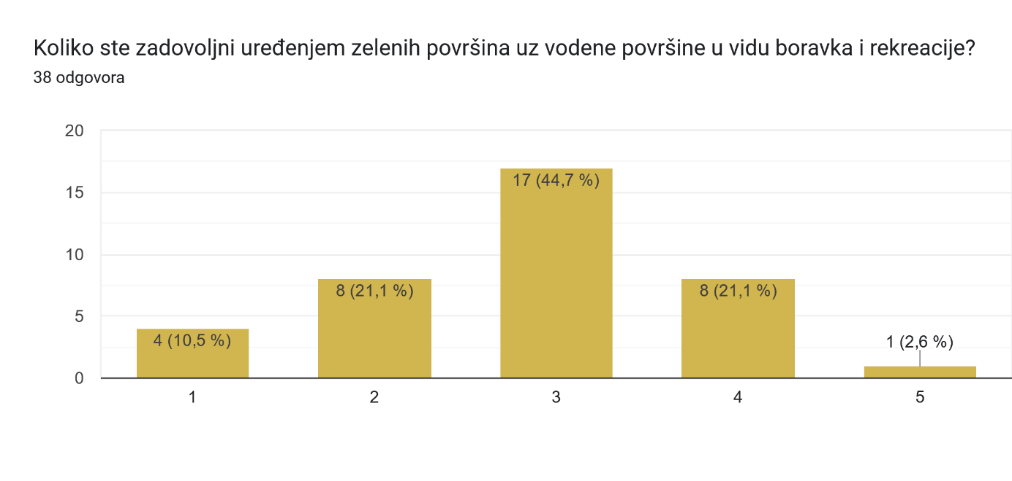 Koliko ste zadovoljni uređenjem zelenih površina uz vodene površine u vidu boravka i rekreacije?
38 odgovora
20
15
10
5
0
4 (10,5 %)
8 (21,1 %)
17 (44,7 %)
8 (21,1 %)
1 (2,6 %)
1
2
3
4
5